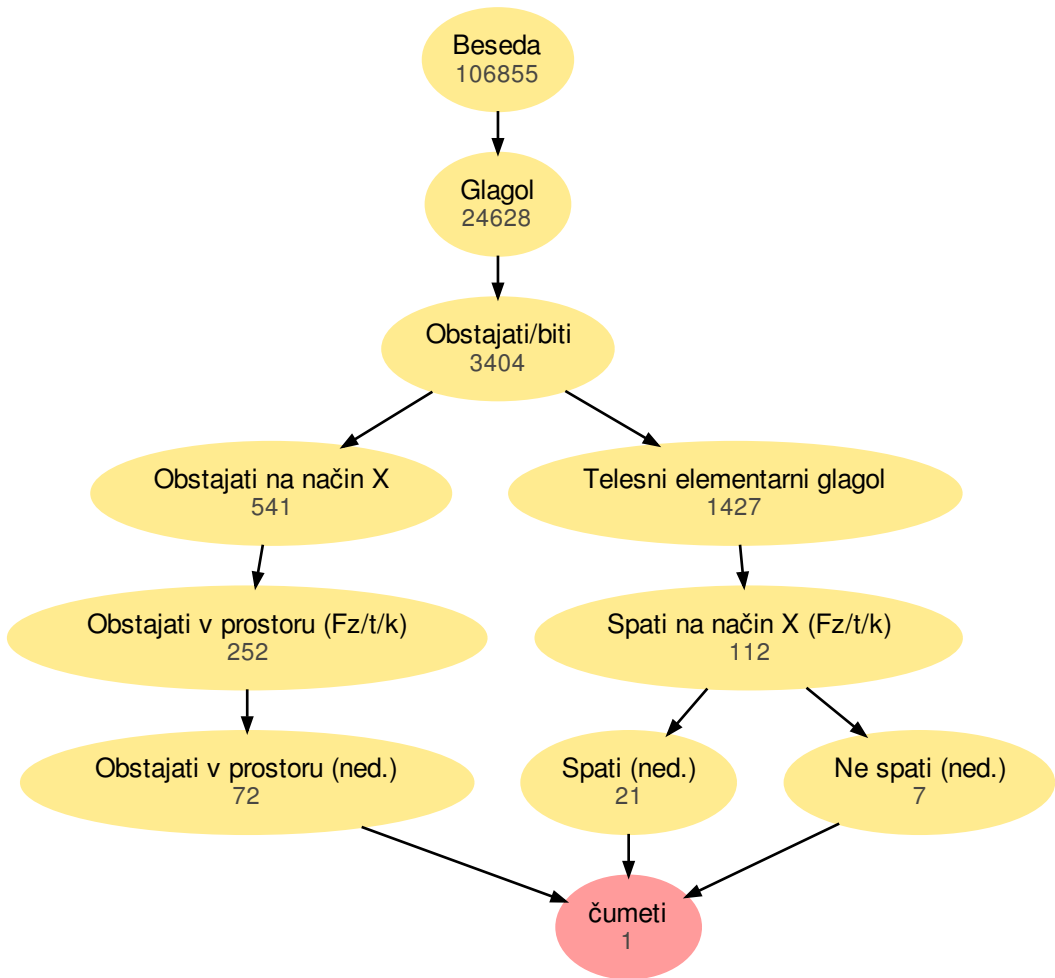 Beseda
106855
Glagol
24628
Obstajati/biti
3404
Obstajati na način X
541
Telesni elementarni glagol
1427
Obstajati v prostoru (Fz/t/k)
252
Spati na način X (Fz/t/k)
112
Obstajati v prostoru (ned.)
72
Spati (ned.)
21
Ne spati (ned.)
7
čumeti
1